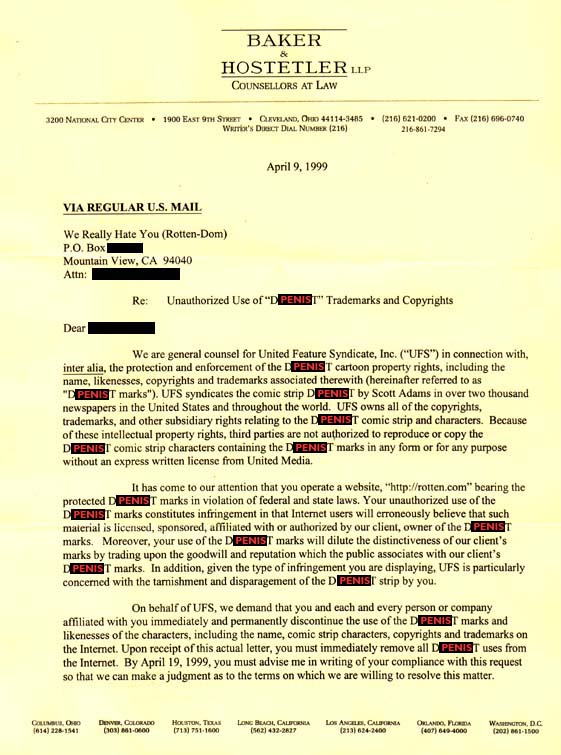 BAKER
&
HOSTETLER LLP
COUNSELLORS AT LAW
3200 NATIONAL CITY CENTER • 1900 EAST 9TH STREET • CLEVELAND, OHIO 44114-3485 • (216) 621-0200 • FAX (216) 696-0740
WRITER'S DIRECT DIAL NUMBER (216) 216-861-7294
April 9, 1999
VIA REGULAR U.S. MAIL
We Really Hate You (Rotten-Dom)
P.O. Box
Mountain View, CA 94040
Attn:
Re: Unauthorized Use of "DPENIST" Trademarks and Copyrights
Dear
We are general counsel for United Feature Syndicate, Inc. ("UFS") in connection with,
inter alia, the protection and enforcement of the DPENIST cartoon property rights, including the
name, likenesses, copyrights and trademarks associated therewith (hereinafter referred to as
"DPENIST marks"). UFS syndicates the comic strip DPENIST by Scott Adams in over two thousand
newspapers in the United States and throughout the world. UFS owns all of the copyrights,
trademarks, and other subsidiary rights relating to the DPENIST comic strip and characters. Because
of these intellectual property rights, third parties are not authorized to reproduce or copy the
DPENIST comic strip characters containing the DPENIST marks in any form or for any purpose
without an express written license from United Media.
It has come to our attention that you operate a website, "http://rotten.com" bearing the
protected DPENIST marks in violation of federal and state laws. Your unauthorized use of the
DPENIST marks constitutes infringement in that Internet users will erroneously believe that such
material is licensed, sponsored, affiliated with or authorized by our client, owner of the DPENIST
marks. Moreover, your use of the DPENIST marks will dilute the distinctiveness of our client's
marks by trading upon the goodwill and reputation which the public associates with our client's
DPENIST marks. In addition, given the type of infringement you are displaying, UFS is particularly
concerned with the tarnishment and disparagement of the DPENIST strip by you.
On behalf of UFS, we demand that you and each and every person or company
affiliated with you immediately and permanently discontinue the use of the DPENIST marks and
likenesses of the characters, including the name, comic strip characters, copyrights and trademarks on
the Internet. Upon receipt of this actual letter, you must immediately remove all DPENIST uses from
the Internet. By April 19, 1999, you must advise me in writing of your compliance with this request
so that we can make a judgment as to the terms on which we are willing to resolve this matter.
COLUMBUS, OHIO DENVER, COLORADO HOUSTON, TEXAS LONG BEACH, CALIFORNIA LOS ANGELES, CALIFORNIA ORLANDO, FLORIDA WASHINGTON, D.C.
(614) 228-1541 (303) 861-0600 (713) 751-1600 (562) 432-2827 (213) 624-2400 (407) 649-4000 (202) 861-1500